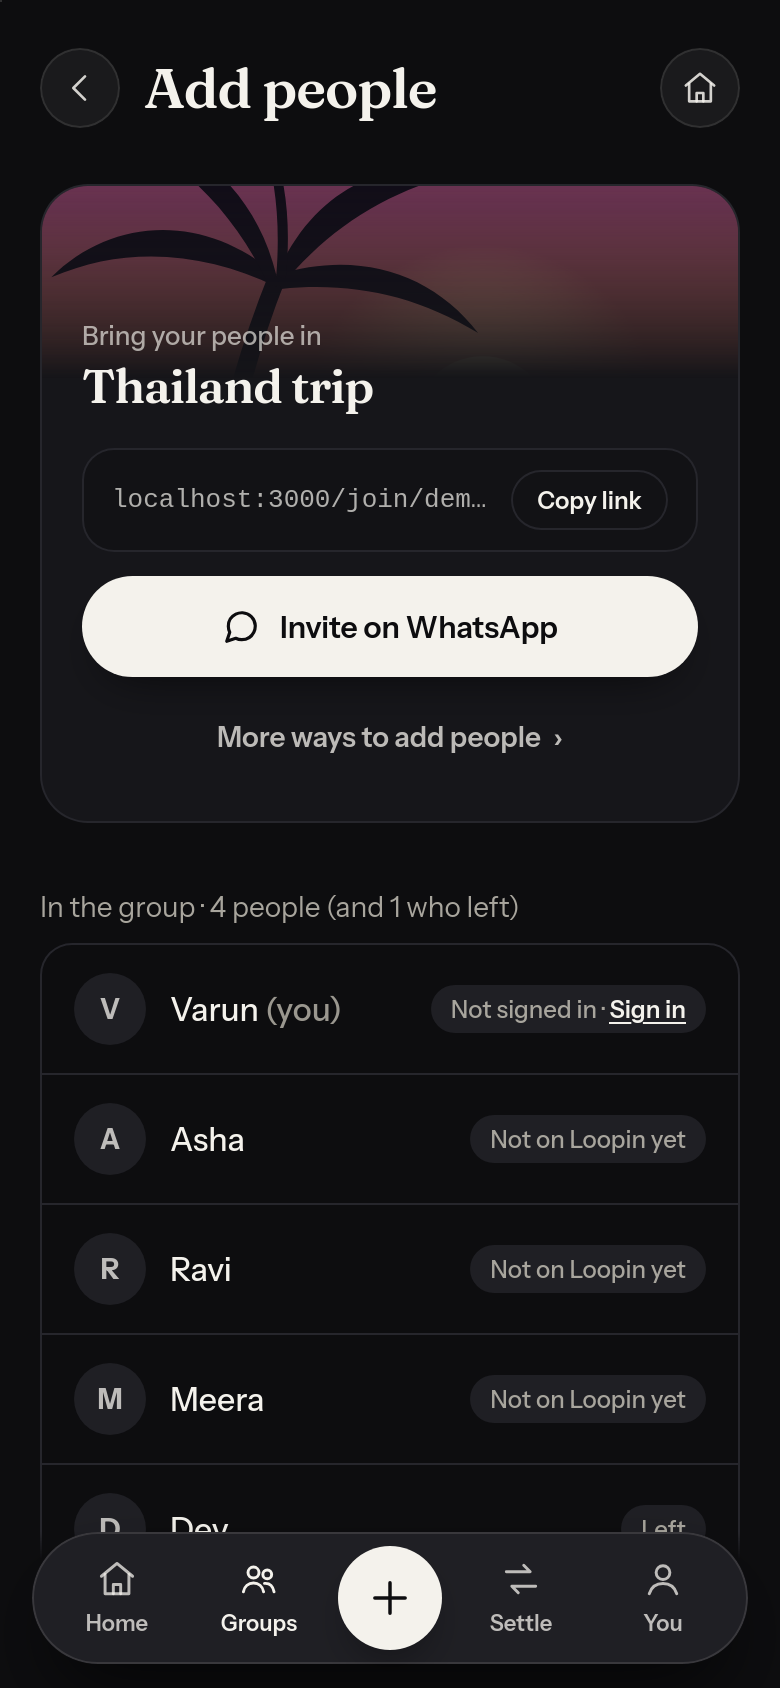 Add people
Bring your people in
Thailand trip
localhost:3000/join/dem…
Copy link
Invite on WhatsApp
More ways to add people ›
In the group · 4 people (and 1 who left)
V
Varun (you)
Not signed in · Sign in
A
Asha
Not on Loopin yet
R
Ravi
Not on Loopin yet
M
Meera
Not on Loopin yet
D
Dev
Left
Home
Groups
Settle
You